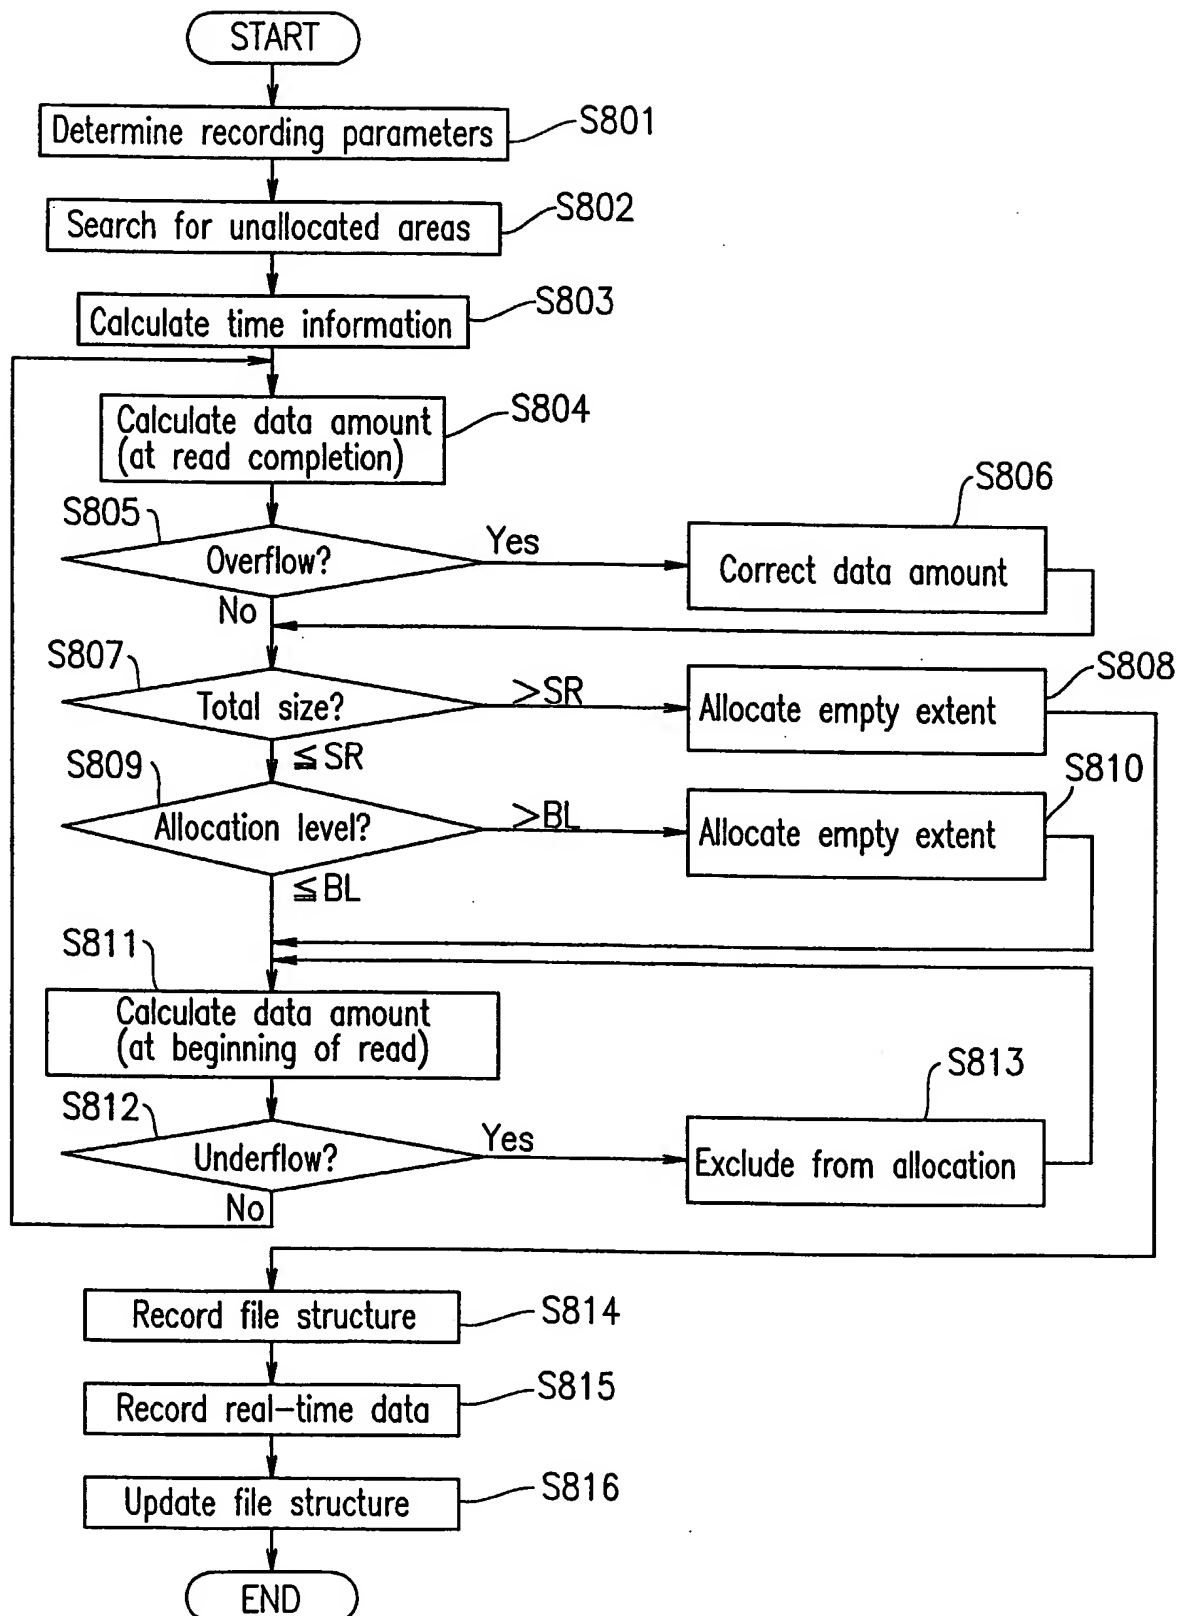 START
Determine recording parameters
S801
Search for unallocated areas
S802
Calculate time information
S803
Calculate data amount
(at read completion)
S804
S805
Overflow?
Yes
No
S806
Correct data amount
S807
Total size?
>SR
≦SR
S808
Allocate empty extent
S809
Allocation level?
>BL
≦BL
S810
Allocate empty extent
S811
Calculate data amount
(at beginning of read)
S812
Underflow?
Yes
No
S813
Exclude from allocation
Record file structure
S814
Record real-time data
S815
Update file structure
S816
END